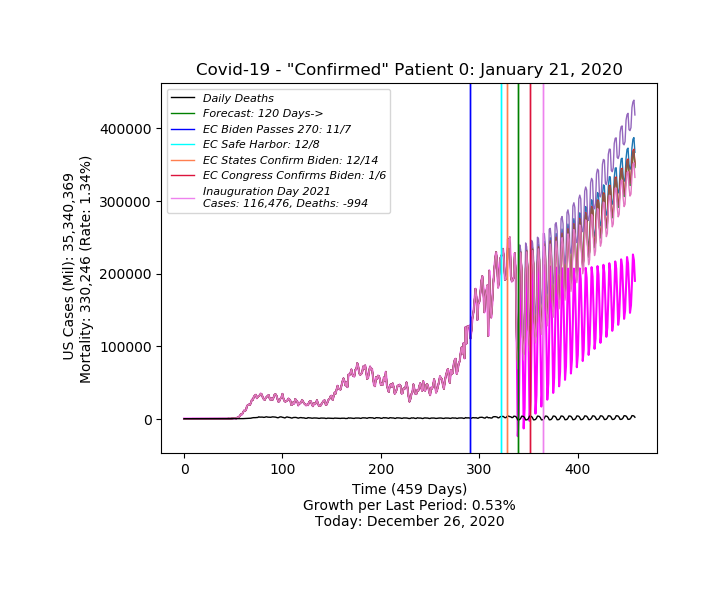 Covid-19 - "Confirmed" Patient 0: January 21, 2020
Daily Deaths
Forecast: 120 Days->
EC Biden Passes 270: 11/7
EC Safe Harbor: 12/8
EC States Confirm Biden: 12/14
EC Congress Confirms Biden: 1/6
Inauguration Day 2021
Cases: 116,476, Deaths: -994
US Cases (Mil): 35,340,369
Mortality: 330,246 (Rate: 1.34%)
400000
300000
200000
100000
0
0 100 200 300 400
Time (459 Days)
Growth per Last Period: 0.53%
Today: December 26, 2020